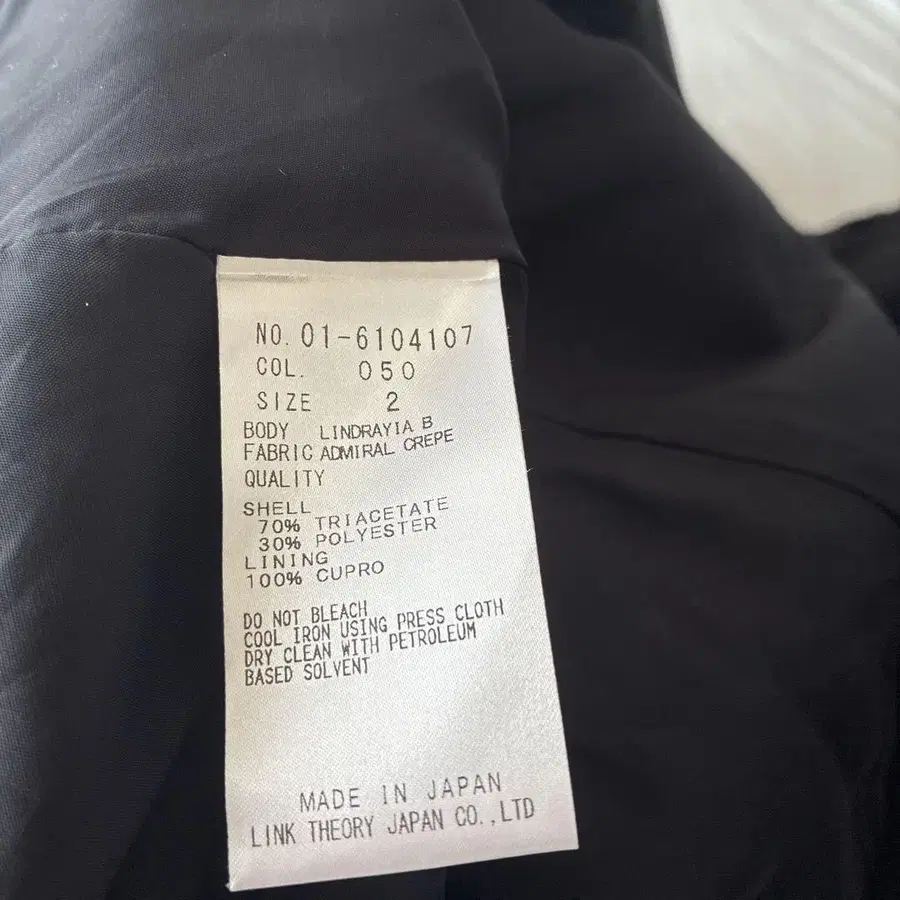 NO. 01-6104107
COL. 050
SIZE 2
BODY LINDRAYIA B
FABRIC ADMIRAL CREPE
QUALITY
SHELL
70% TRIACETATE
30% POLYESTER
LINING
100% CUPRO
DO NOT BLEACH
COOL IRON USING PRESS CLOTH
DRY CLEAN WITH PETROLEUM
BASED SOLVENT
MADE IN JAPAN
LINK THEORY JAPAN CO.,LTD